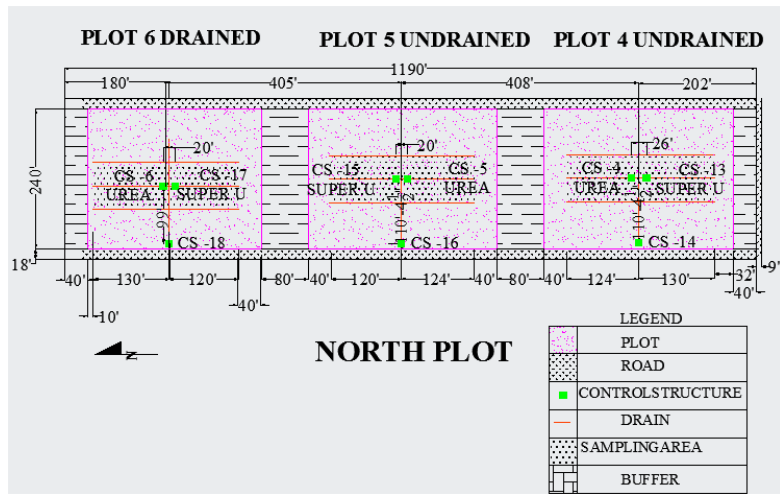 PLOT 6 DRAINED
PLOT 5 UNDRAINED
PLOT 4 UNDRAINED
1190'
180'
405'
408'
202'
240'
20'
20'
26'
CS -6
CS -17
UREA
SUPER U
CS -15
CS -5
SUPER U
UREA
CS -4
CS -13
UREA
SUPER U
99'
CS -18
CS -16
CS -14
18'
9'
40'
130'
120'
80'
40'
120'
124'
40'
80'
40'
124'
130'
32'
10'
40'
40'
N
NORTH PLOT
LEGEND
PLOT
ROAD
CONTROLSTRUCTURE
DRAIN
SAMPLINGAREA
BUFFER